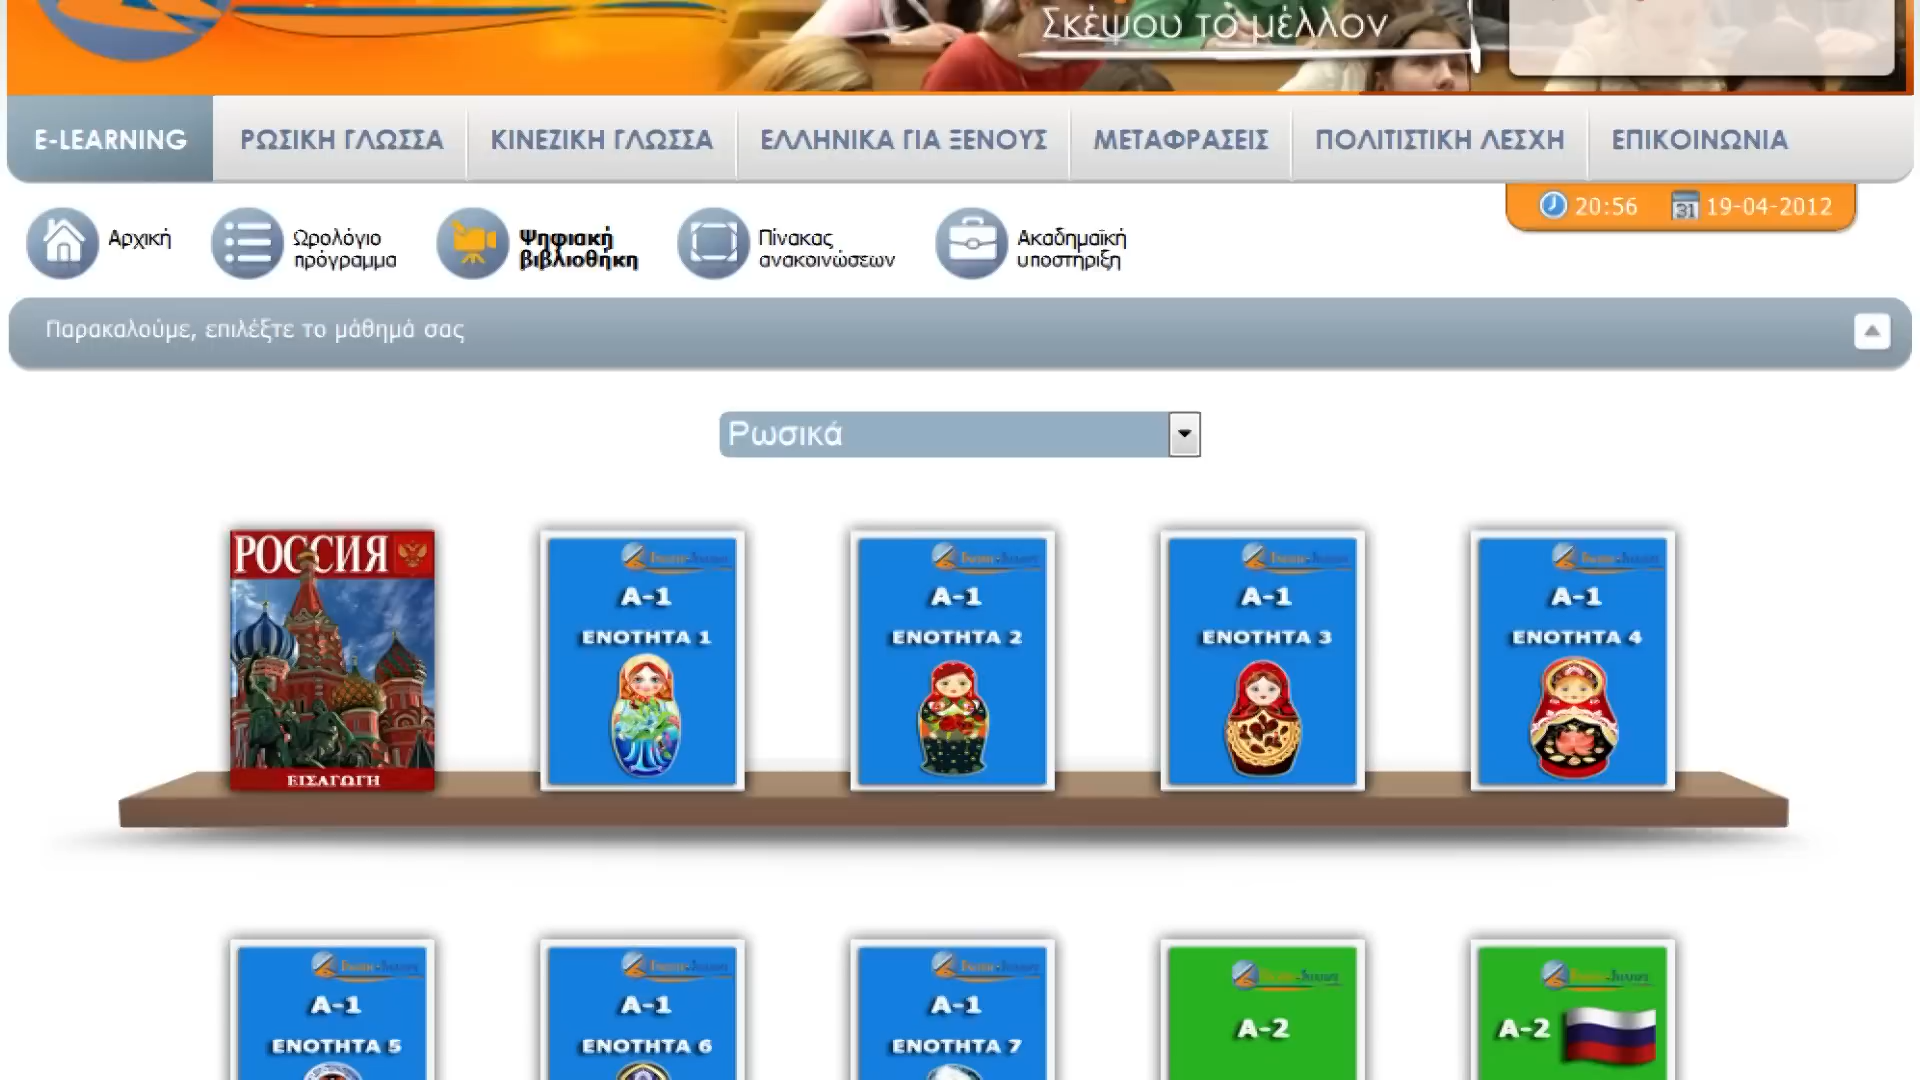 Σκέψου το μέλλον
E-LEARNING
ΡΩΣΙΚΗ ΓΛΩΣΣΑ
ΚΙΝΕΖΙΚΗ ΓΛΩΣΣΑ
ΕΛΛΗΝΙΚΑ ΓΙΑ ΞΕΝΟΥΣ
ΜΕΤΑΦΡΑΣΕΙΣ
ΠΟΛΙΤΙΣΤΙΚΗ ΛΕΣΧΗ
ΕΠΙΚΟΙΝΩΝΙΑ
20:56
31
19-04-2012
Αρχική
Ωρολόγιο
πρόγραμμα
Ψηφιακή
βιβλιοθήκη
Πίνακας
ανακοινώσεων
Ακαδημαϊκή
υποστήριξη
Παρακαλούμε, επιλέξτε το μάθημά σας
Ρωσικά
РОССИЯ
ΕΙΣΑΓΩΓΗ
A-1
ΕΝΟΤΗΤΑ 1
A-1
ΕΝΟΤΗΤΑ 2
A-1
ΕΝΟΤΗΤΑ 3
A-1
ΕΝΟΤΗΤΑ 4
A-1
ΕΝΟΤΗΤΑ 5
A-1
ΕΝΟΤΗΤΑ 6
A-1
ΕΝΟΤΗΤΑ 7
A-2
A-2